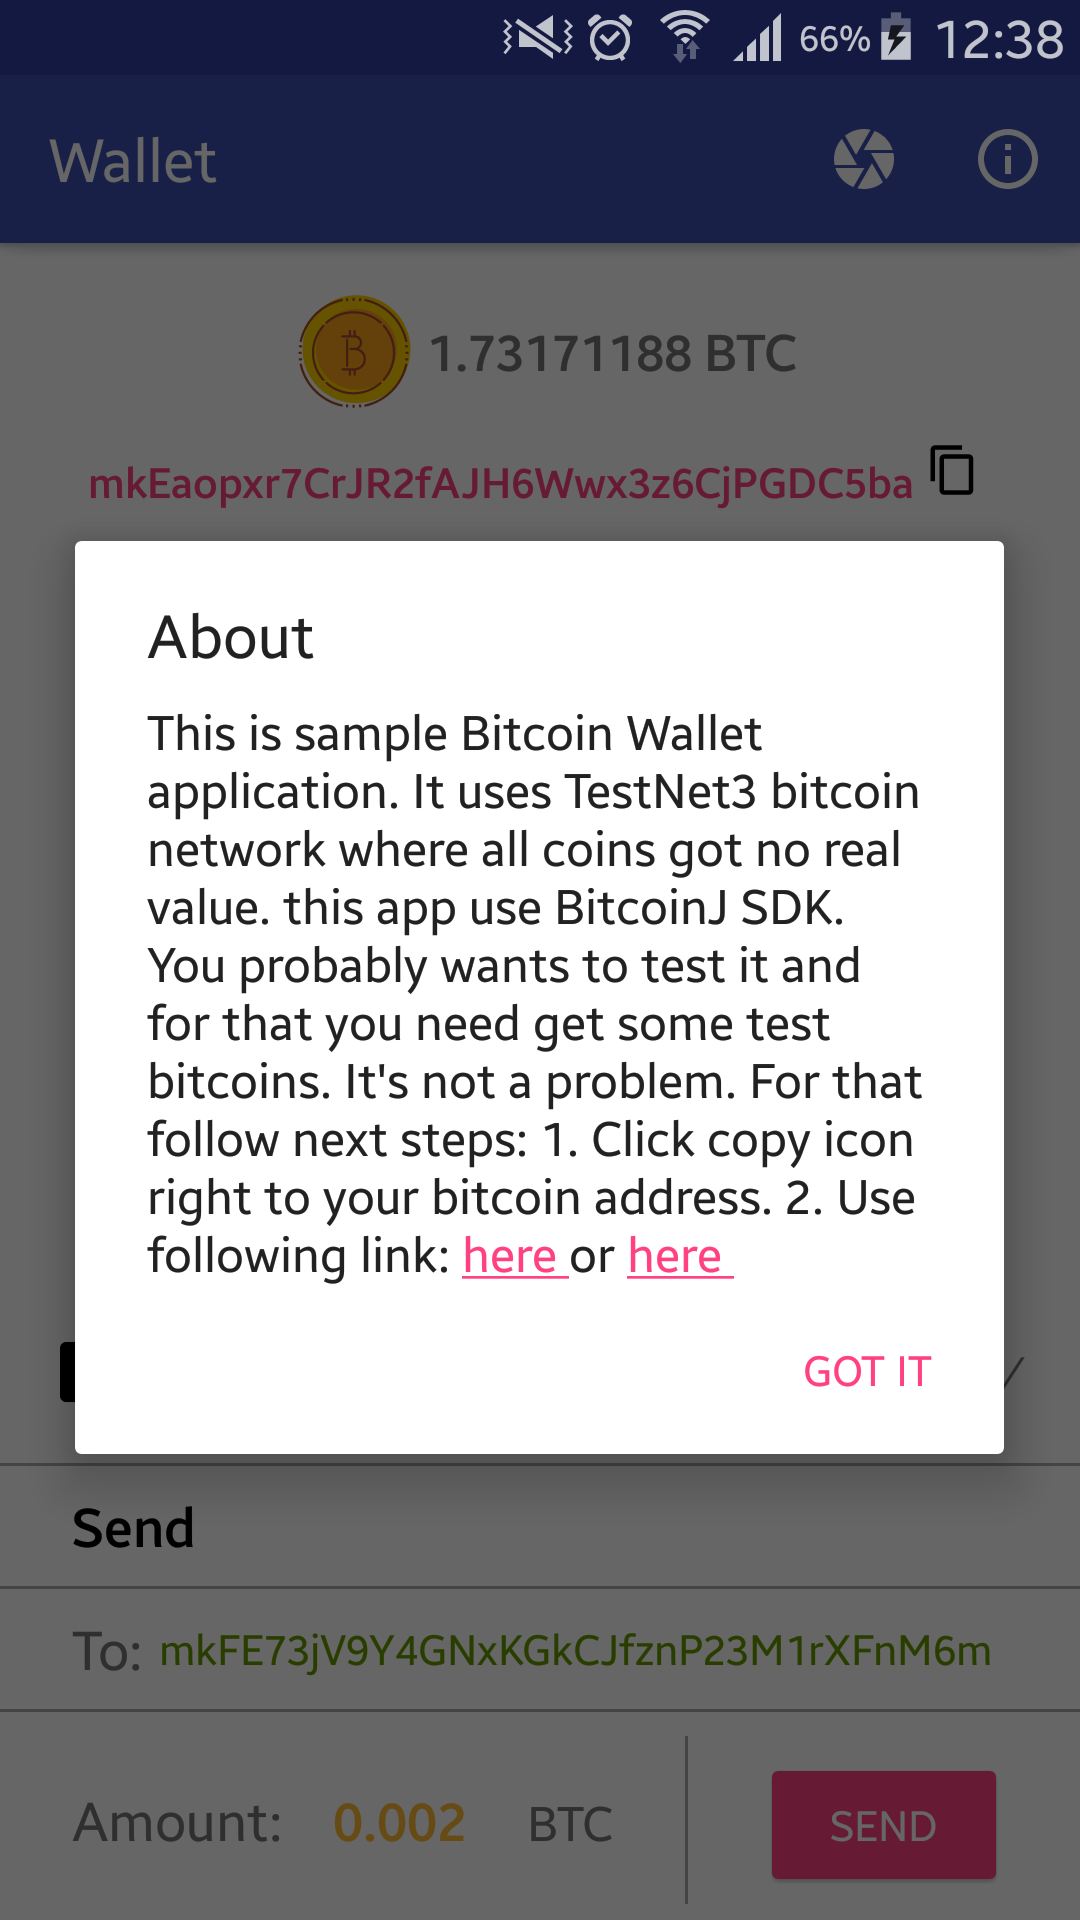 66% 12:38
Wallet
1.73171188 BTC
mkEaopxr7CrJR2fAJH6Wwx3z6CjPGDC5ba
About
This is sample Bitcoin Wallet
application. It uses TestNet3 bitcoin
network where all coins got no real
value. this app use BitcoinJ SDK.
You probably wants to test it and
for that you need get some test
bitcoins. It's not a problem. For that
follow next steps: 1. Click copy icon
right to your bitcoin address. 2. Use
following link: here or here
GOT IT
Send
To: mkFE73jV9Y4GNxKGkCJfznP23M1rXFnM6m
Amount: 0.002 BTC
SEND